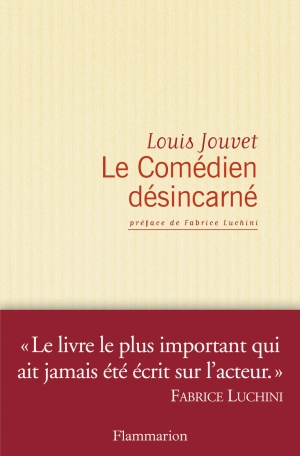 Louis Jouvet
Le Comédien
désincarné
préface de Fabrice Luchini
« Le livre le plus important qui
ait jamais été écrit sur l'acteur. »
FABRICE LUCHINI
Flammarion